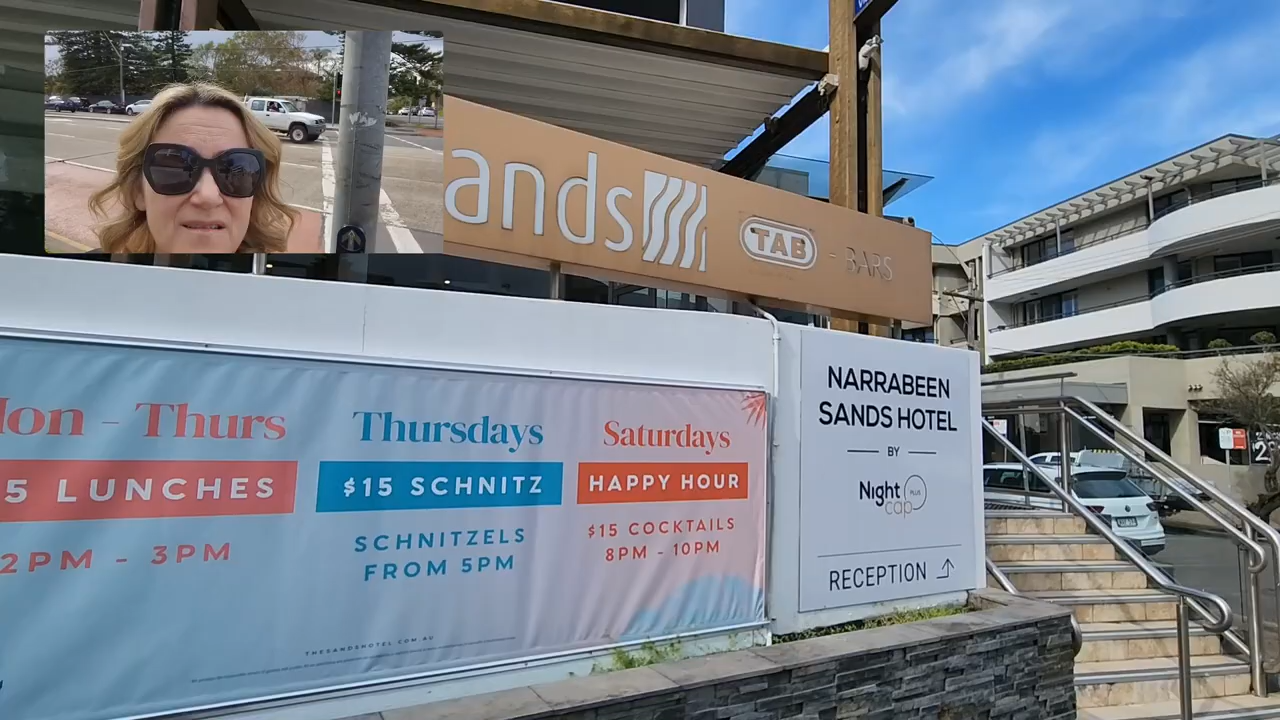 ands TAB - BARS
on - Thurs
5 LUNCHES
2PM - 3PM
Thursdays
$15 SCHNITZ
SCHNITZELS
FROM 5PM
Saturdays
HAPPY HOUR
$15 COCKTAILS
8PM - 10PM
THESANDSHOTEL.COM.AU
NARRABEEN
SANDS HOTEL
BY
Night
cap PLUS
RECEPTION